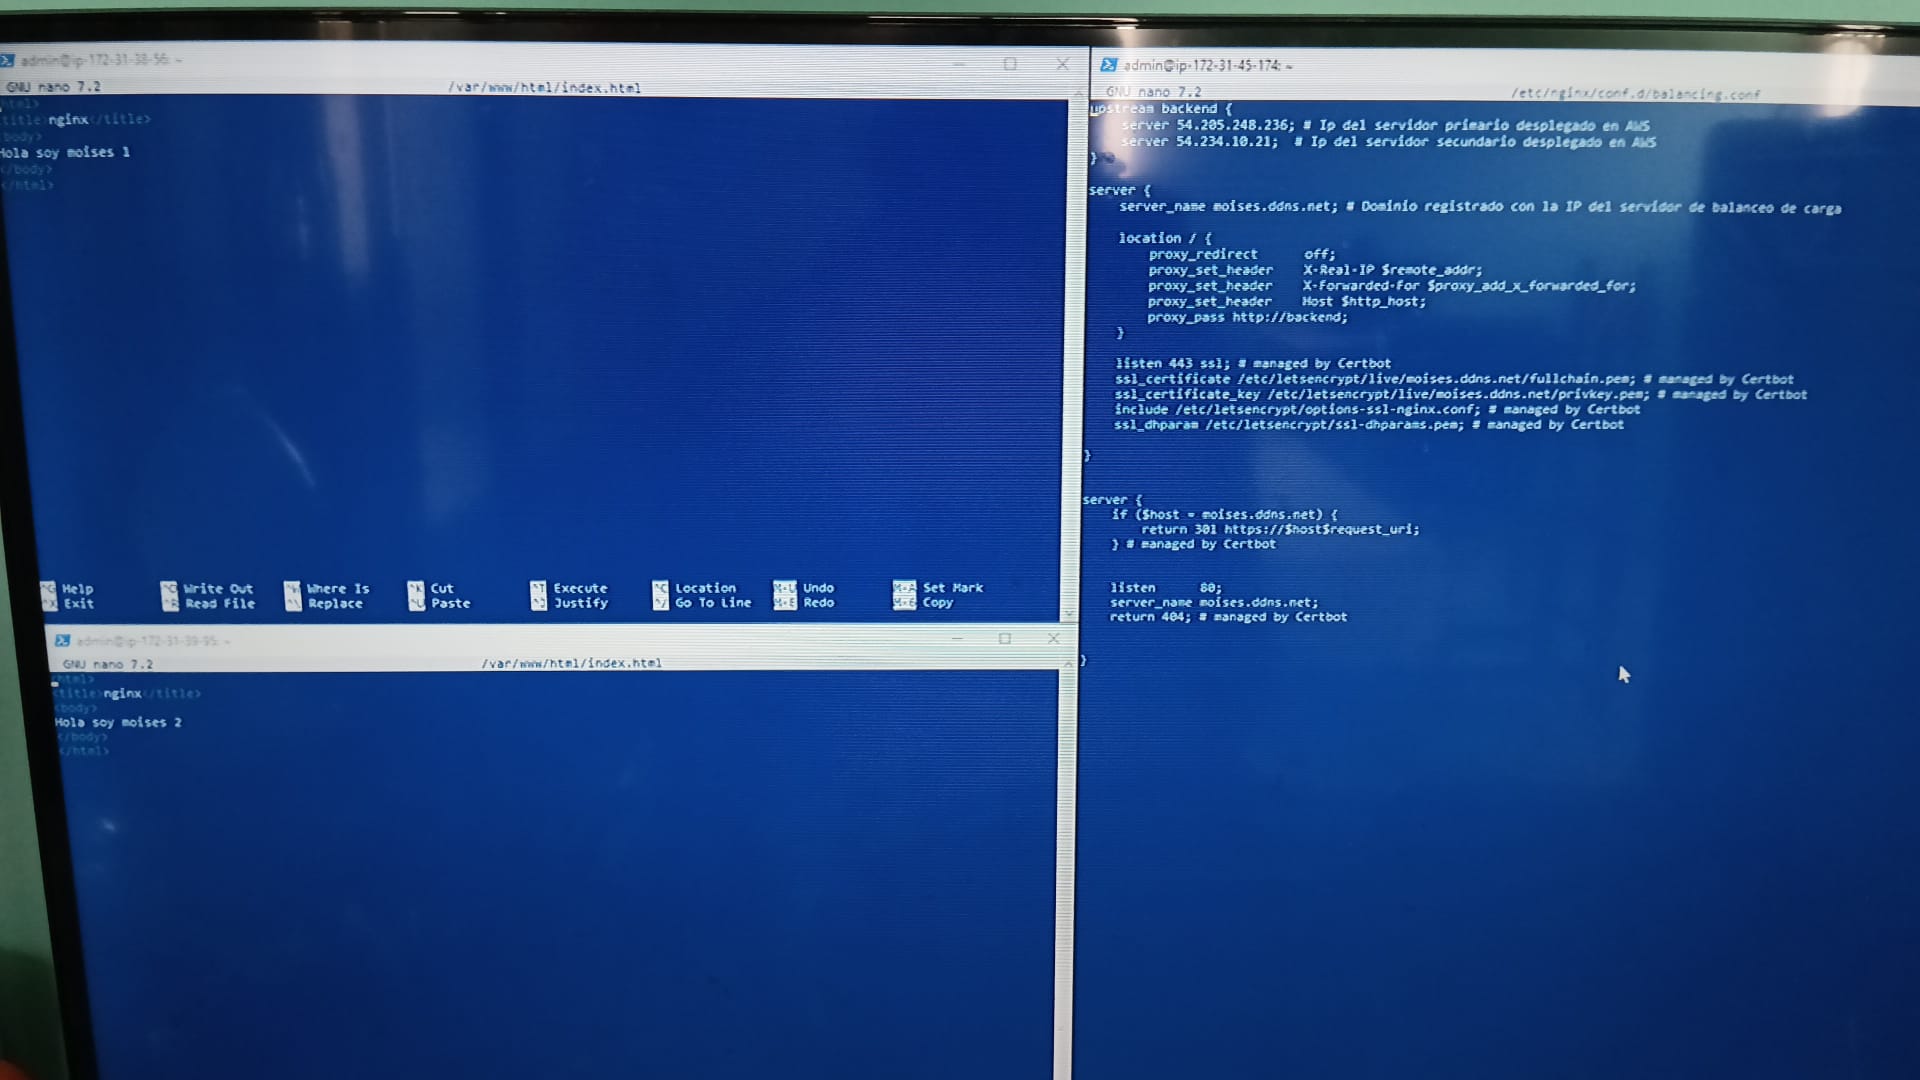 admin@ip-172-31-38-56: ~
GNU nano 7.2 /var/www/html/index.html
html>
title>nginx</title>
body>
Hola soy moises 1
</body>
</html>
^G Help ^O Write Out ^W Where Is ^K Cut ^T Execute ^C Location M-U Undo M-A Set Mark
^X Exit ^R Read File ^\ Replace ^U Paste ^J Justify ^/ Go To Line M-E Redo M-6 Copy
admin@ip-172-31-39-95: ~
GNU nano 7.2 /var/www/html/index.html
<html>
<title>nginx</title>
<body>
Hola soy moises 2
</body>
</html>
admin@ip-172-31-45-174: ~
GNU nano 7.2 /etc/nginx/conf.d/balancing.conf
upstream backend {
server 54.205.248.236; # Ip del servidor primario desplegado en AWS
server 54.234.10.21; # Ip del servidor secundario desplegado en AWS
}
server {
server_name moises.ddns.net; # Dominio registrado con la IP del servidor de balanceo de carga
location / {
proxy_redirect off;
proxy_set_header X-Real-IP $remote_addr;
proxy_set_header X-Forwarded-For $proxy_add_x_forwarded_for;
proxy_set_header Host $http_host;
proxy_pass http://backend;
}
listen 443 ssl; # managed by Certbot
ssl_certificate /etc/letsencrypt/live/moises.ddns.net/fullchain.pem; # managed by Certbot
ssl_certificate_key /etc/letsencrypt/live/moises.ddns.net/privkey.pem; # managed by Certbot
include /etc/letsencrypt/options-ssl-nginx.conf; # managed by Certbot
ssl_dhparam /etc/letsencrypt/ssl-dhparams.pem; # managed by Certbot
}
server {
if ($host = moises.ddns.net) {
return 301 https://$host$request_uri;
} # managed by Certbot
listen 80;
server_name moises.ddns.net;
return 404; # managed by Certbot
}